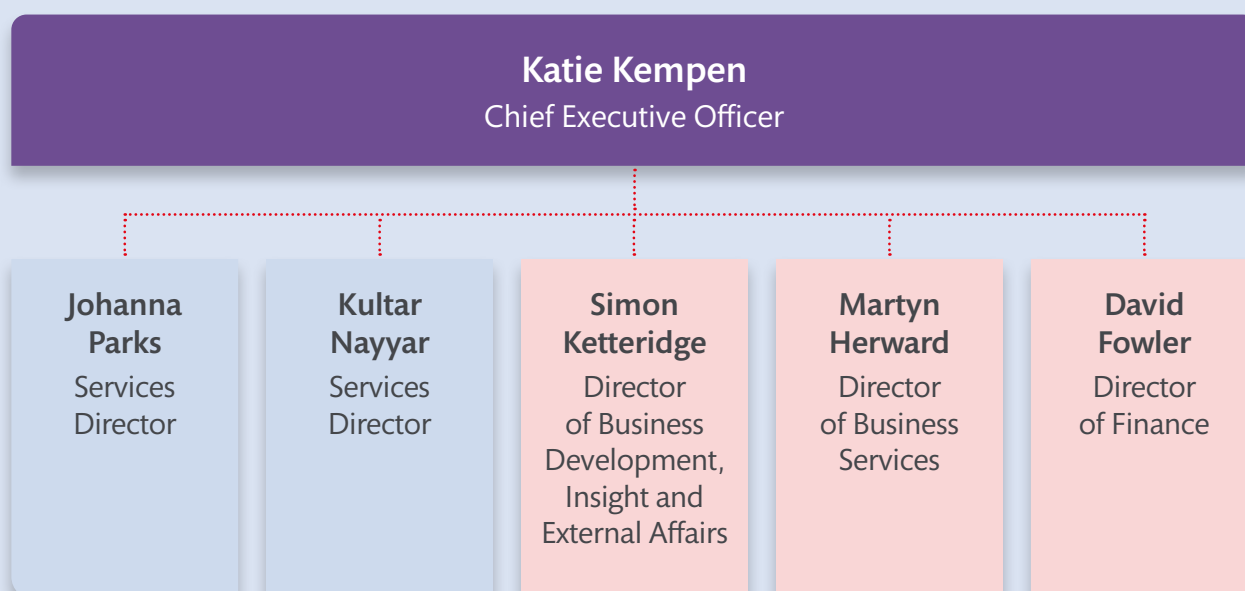 Katie Kempen
Chief Executive Officer
Johanna
Parks
Services
Director
Kultar
Nayyar
Services
Director
Simon
Ketteridge
Director
of Business
Development,
Insight and
External Affairs
Martyn
Herward
Director
of Business
Services
David
Fowler
Director
of Finance